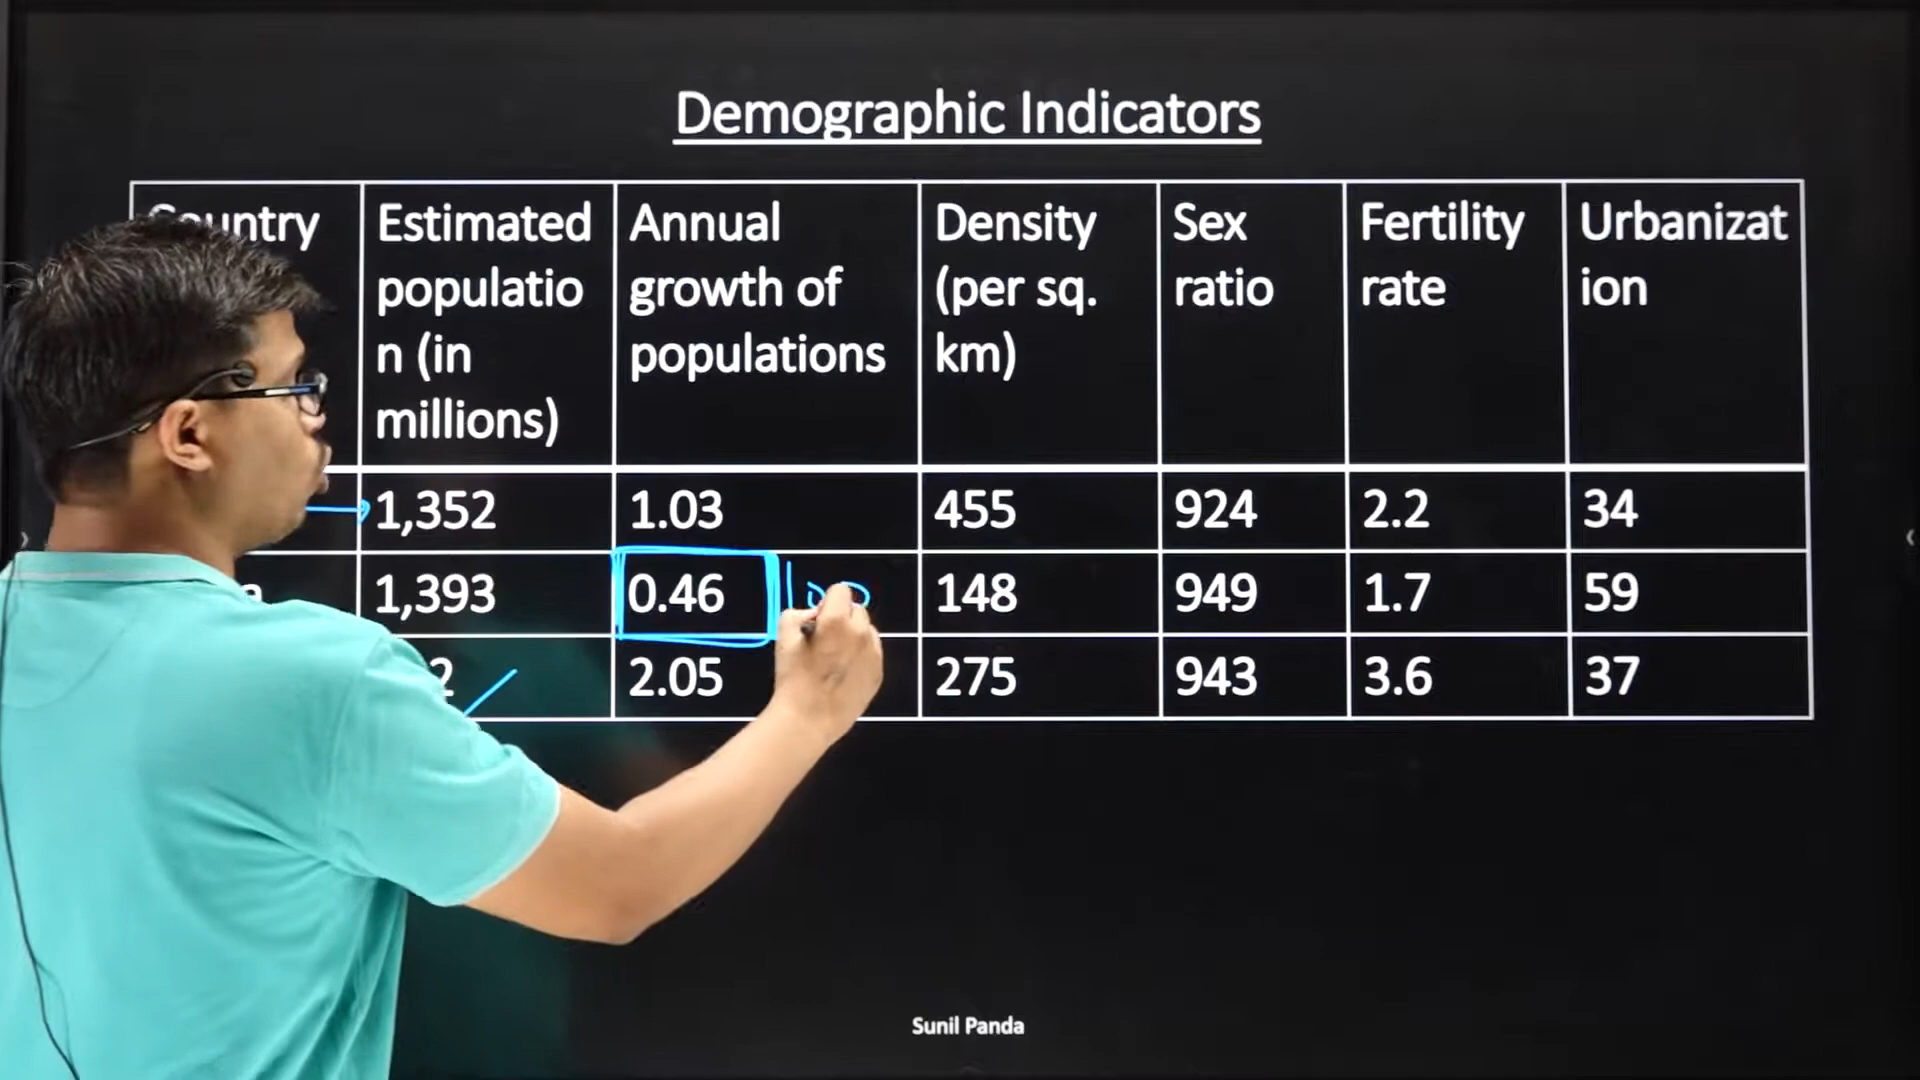 Demographic Indicators
Country
Estimated populatio n (in millions)
Annual growth of populations
Density (per sq. km)
Sex ratio
Fertility rate
Urbanizat ion
1,352 1.03 455 924 2.2 34
1,393 0.46 148 949 1.7 59
2 2.05 275 943 3.6 37
Sunil Panda